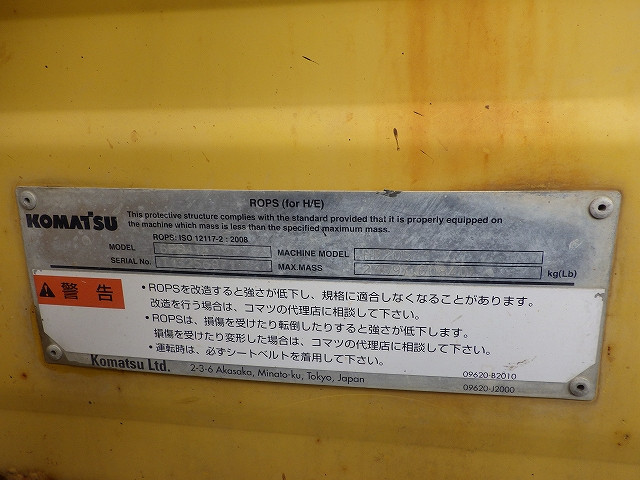 ROPS (for H/E)
KOMATSU
This protective structure complies with the standard provided that it is properly equipped on
the machine which mass is less than the specified maximum mass.
ROPS: ISO 12117-2 : 2008
MODEL
MACHINE MODEL
SERIAL No.
MAX.MASS
kg(Lb)
警告
・ROPSを改造すると強さが低下し、規格に適合しなくなることがあります。
改造を行う場合は、コマツの代理店に相談して下さい。
・ROPSは、損傷を受けたり転倒したりすると強さが低下します。
損傷を受けたり変形した場合は、コマツの代理店に相談して下さい。
・運転時は、必ずシートベルトを着用して下さい。
09620-B2010
Komatsu Ltd.
2-3-6 Akasaka, Minato-ku, Tokyo, Japan
09620-J2000